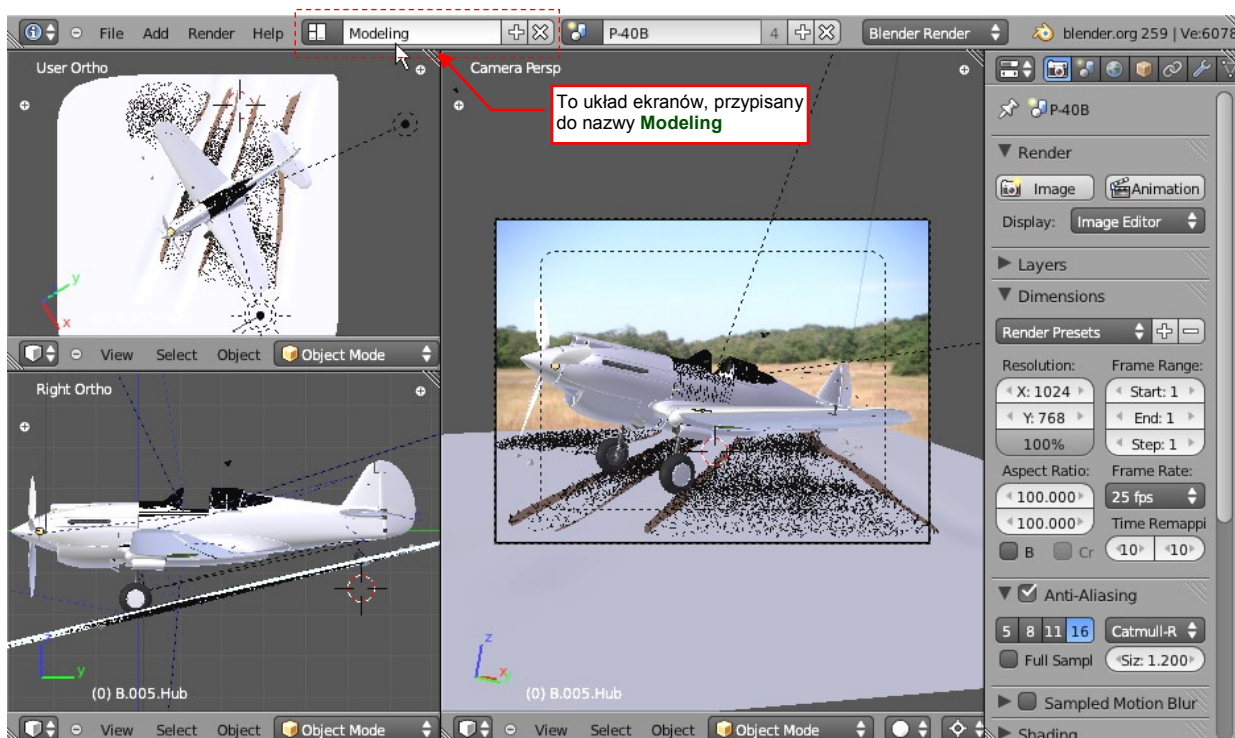 File Add Render Help Modeling P-40B 4 Blender Render blender.org 259 | Ve:6078
User Ortho
Camera Persp
To układ ekranów, przypisany
do nazwy Modeling
y
x
View Select Object Object Mode
Right Ortho
y
(0) B.005.Hub
View Select Object Object Mode
z
x
(0) B.005.Hub
View Select Object Object Mode
P-40B
Render
Image Animation
Display: Image Editor
Layers
Dimensions
Render Presets
Resolution: Frame Range:
X: 1024 Start: 1
Y: 768 End: 1
100% Step: 1
Aspect Ratio: Frame Rate:
100.000 25 fps
100.000 Time Remappi
B Cr 10 10
Anti-Aliasing
5 8 11 16 Catmull-R
Full Sampl Siz: 1.200
Sampled Motion Blur
Shading